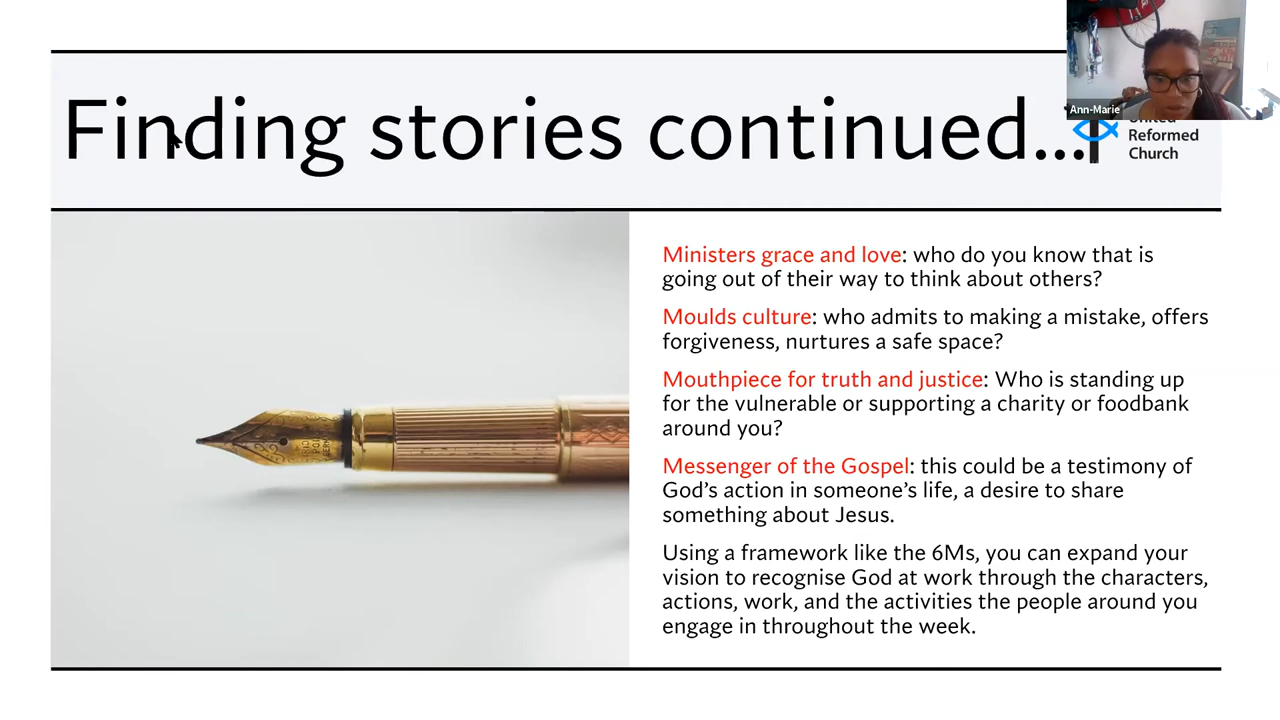 Finding stories continued...
Ann-Marie
United
Reformed
Church
Ministers grace and love: who do you know that is
going out of their way to think about others?
Moulds culture: who admits to making a mistake, offers
forgiveness, nurtures a safe space?
Mouthpiece for truth and justice: Who is standing up
for the vulnerable or supporting a charity or foodbank
around you?
Messenger of the Gospel: this could be a testimony of
God’s action in someone’s life, a desire to share
something about Jesus.
Using a framework like the 6Ms, you can expand your
vision to recognise God at work through the characters,
actions, work, and the activities the people around you
engage in throughout the week.